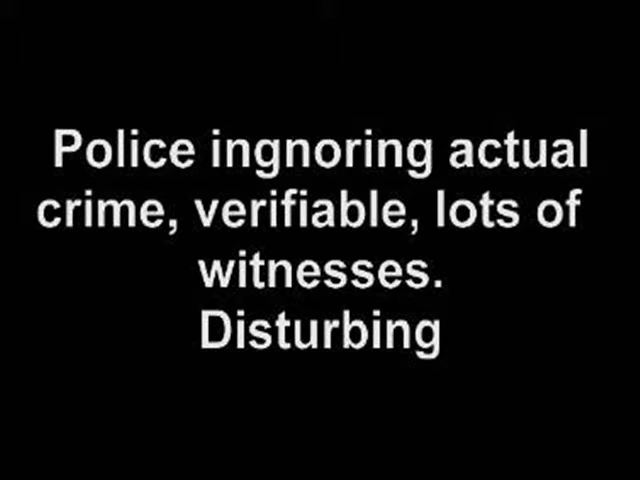 Police ingnoring actual
crime, verifiable, lots of
witnesses.
Disturbing